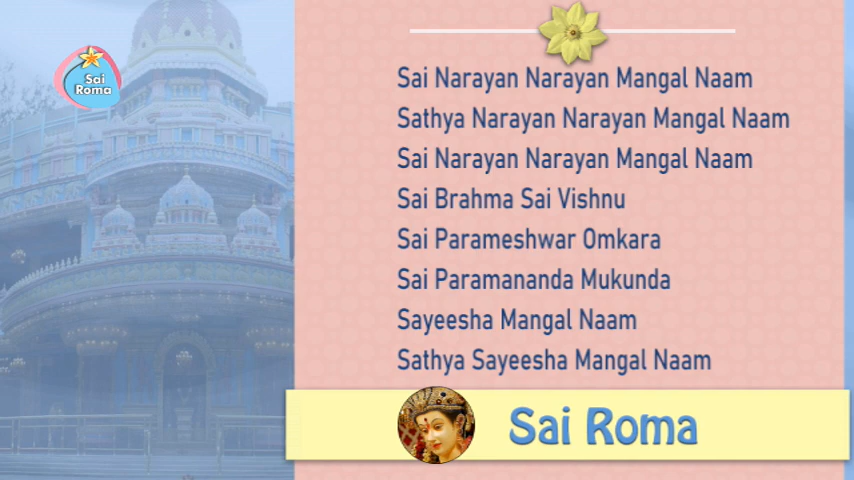 Sai
Roma
Sai Narayan Narayan Mangal Naam
Sathya Narayan Narayan Mangal Naam
Sai Narayan Narayan Mangal Naam
Sai Brahma Sai Vishnu
Sai Parameshwar Omkara
Sai Paramananda Mukunda
Sayeesha Mangal Naam
Sathya Sayeesha Mangal Naam
Sai Roma